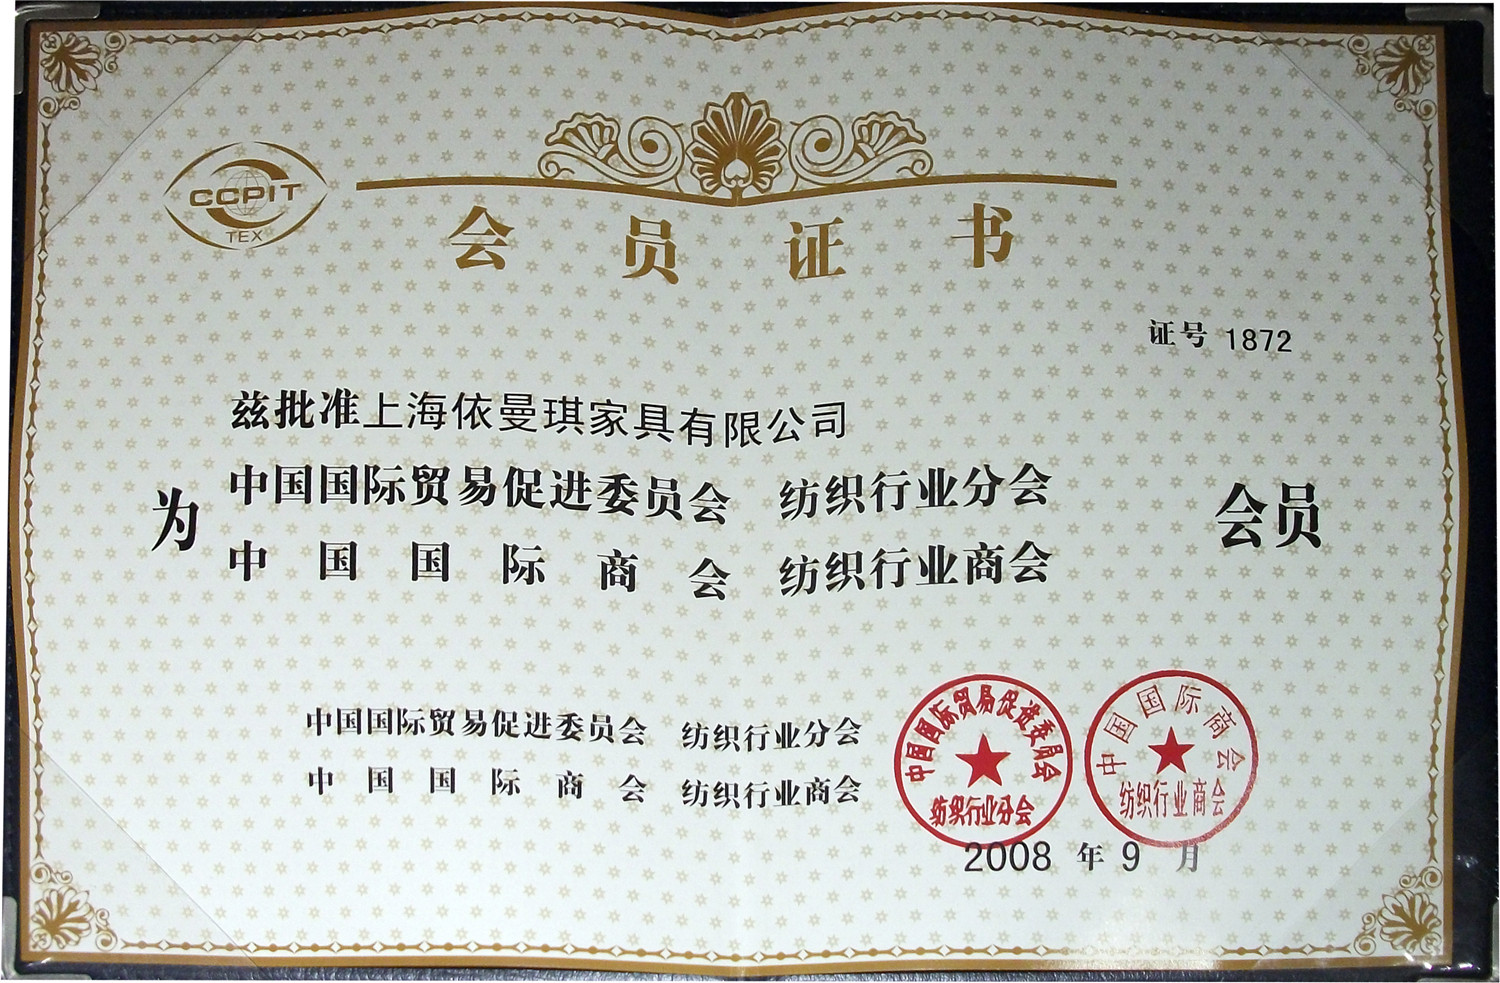 CCPIT
TEX
会员证书
证号 1872
兹批准上海依曼琪家具有限公司
为
中国国际贸易促进委员会 纺织行业分会
中国国际商会 纺织行业商会
会员
中国国际贸易促进委员会 纺织行业分会
中国国际商会 纺织行业商会
中国国际贸易促进委员会
纺织行业分会
中国国际商会
纺织行业商会
2008 年 9 月